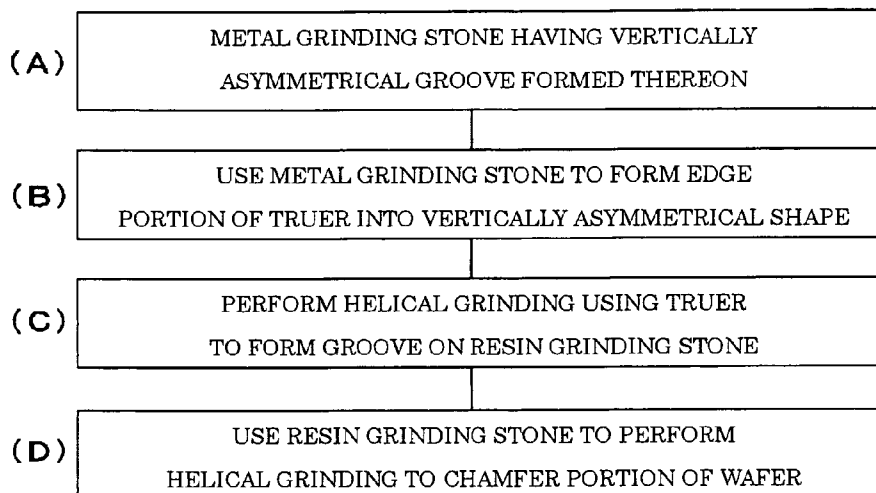 (A)
METAL GRINDING STONE HAVING VERTICALLY
ASYMMETRICAL GROOVE FORMED THEREON
(B)
USE METAL GRINDING STONE TO FORM EDGE
PORTION OF TRUER INTO VERTICALLY ASYMMETRICAL SHAPE
(C)
PERFORM HELICAL GRINDING USING TRUER
TO FORM GROOVE ON RESIN GRINDING STONE
(D)
USE RESIN GRINDING STONE TO PERFORM
HELICAL GRINDING TO CHAMFER PORTION OF WAFER